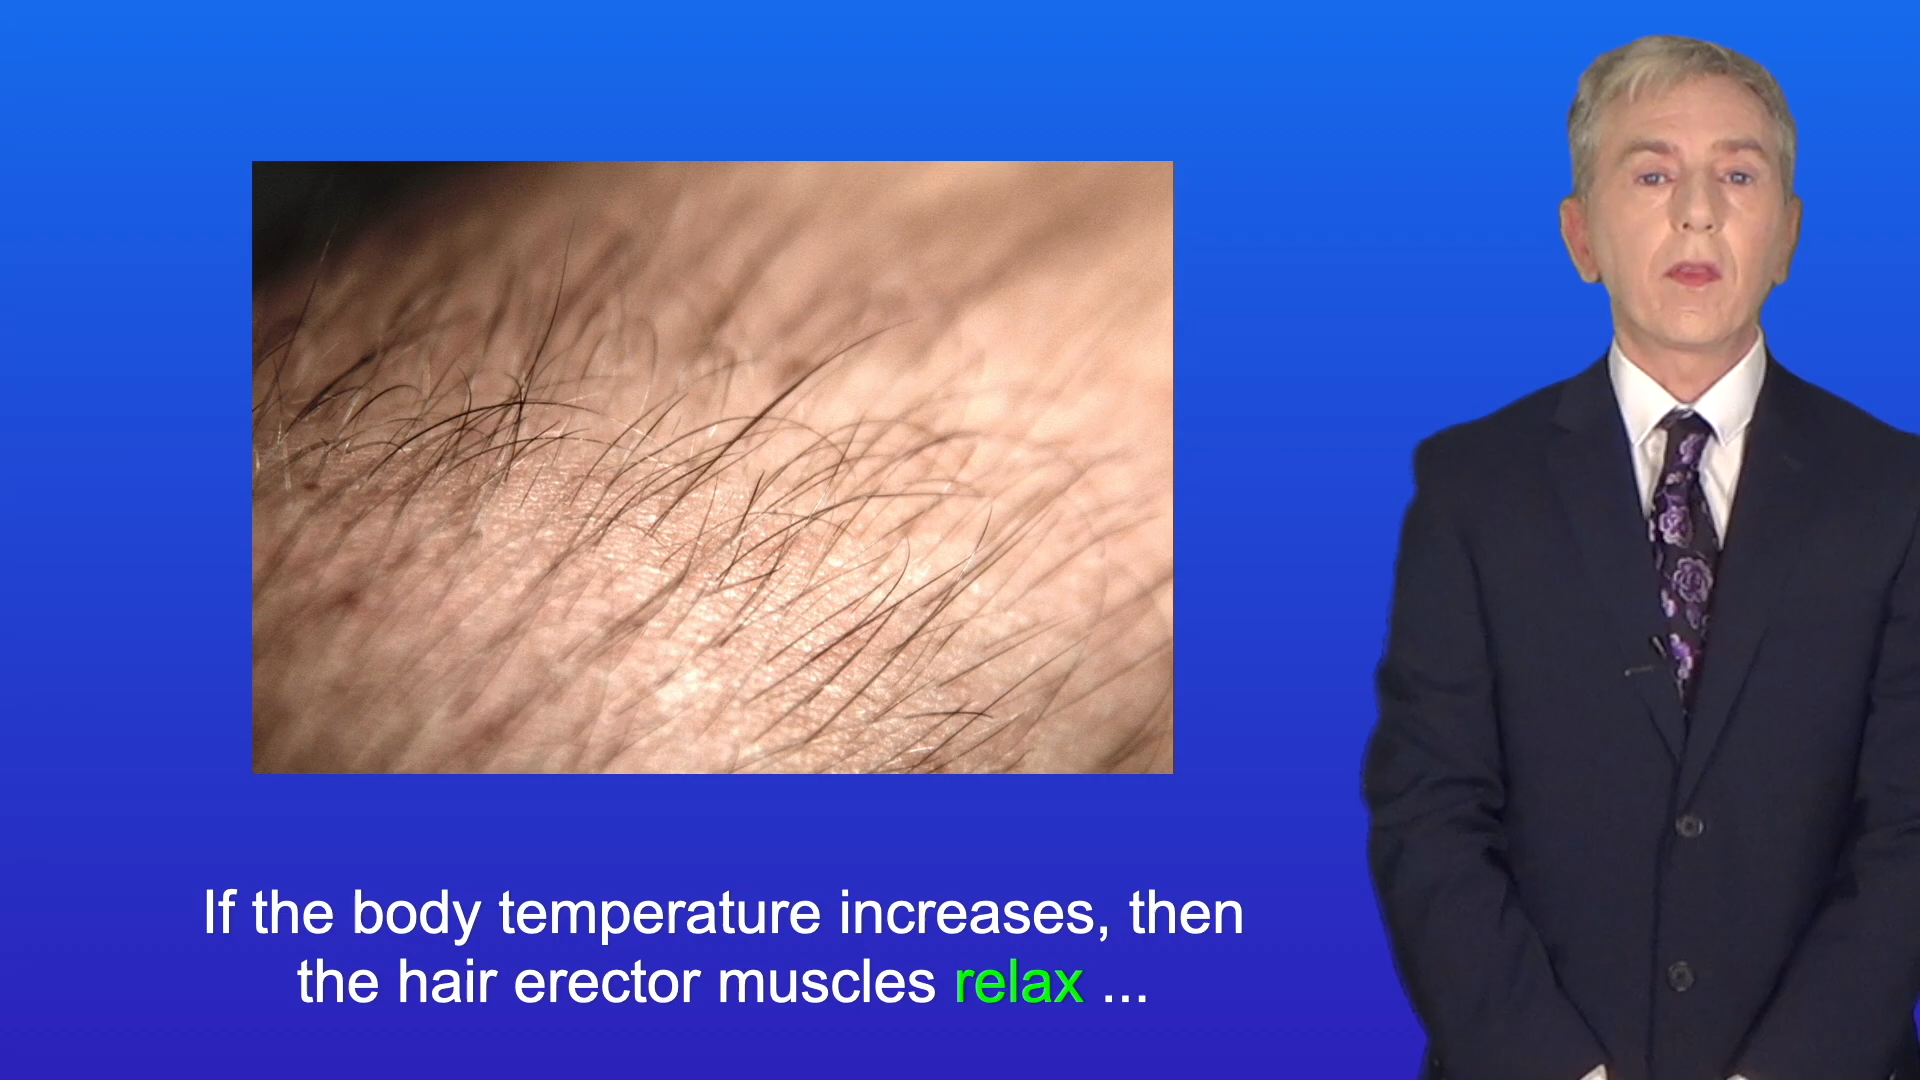 If the body temperature increases, then
the hair erector muscles relax ...